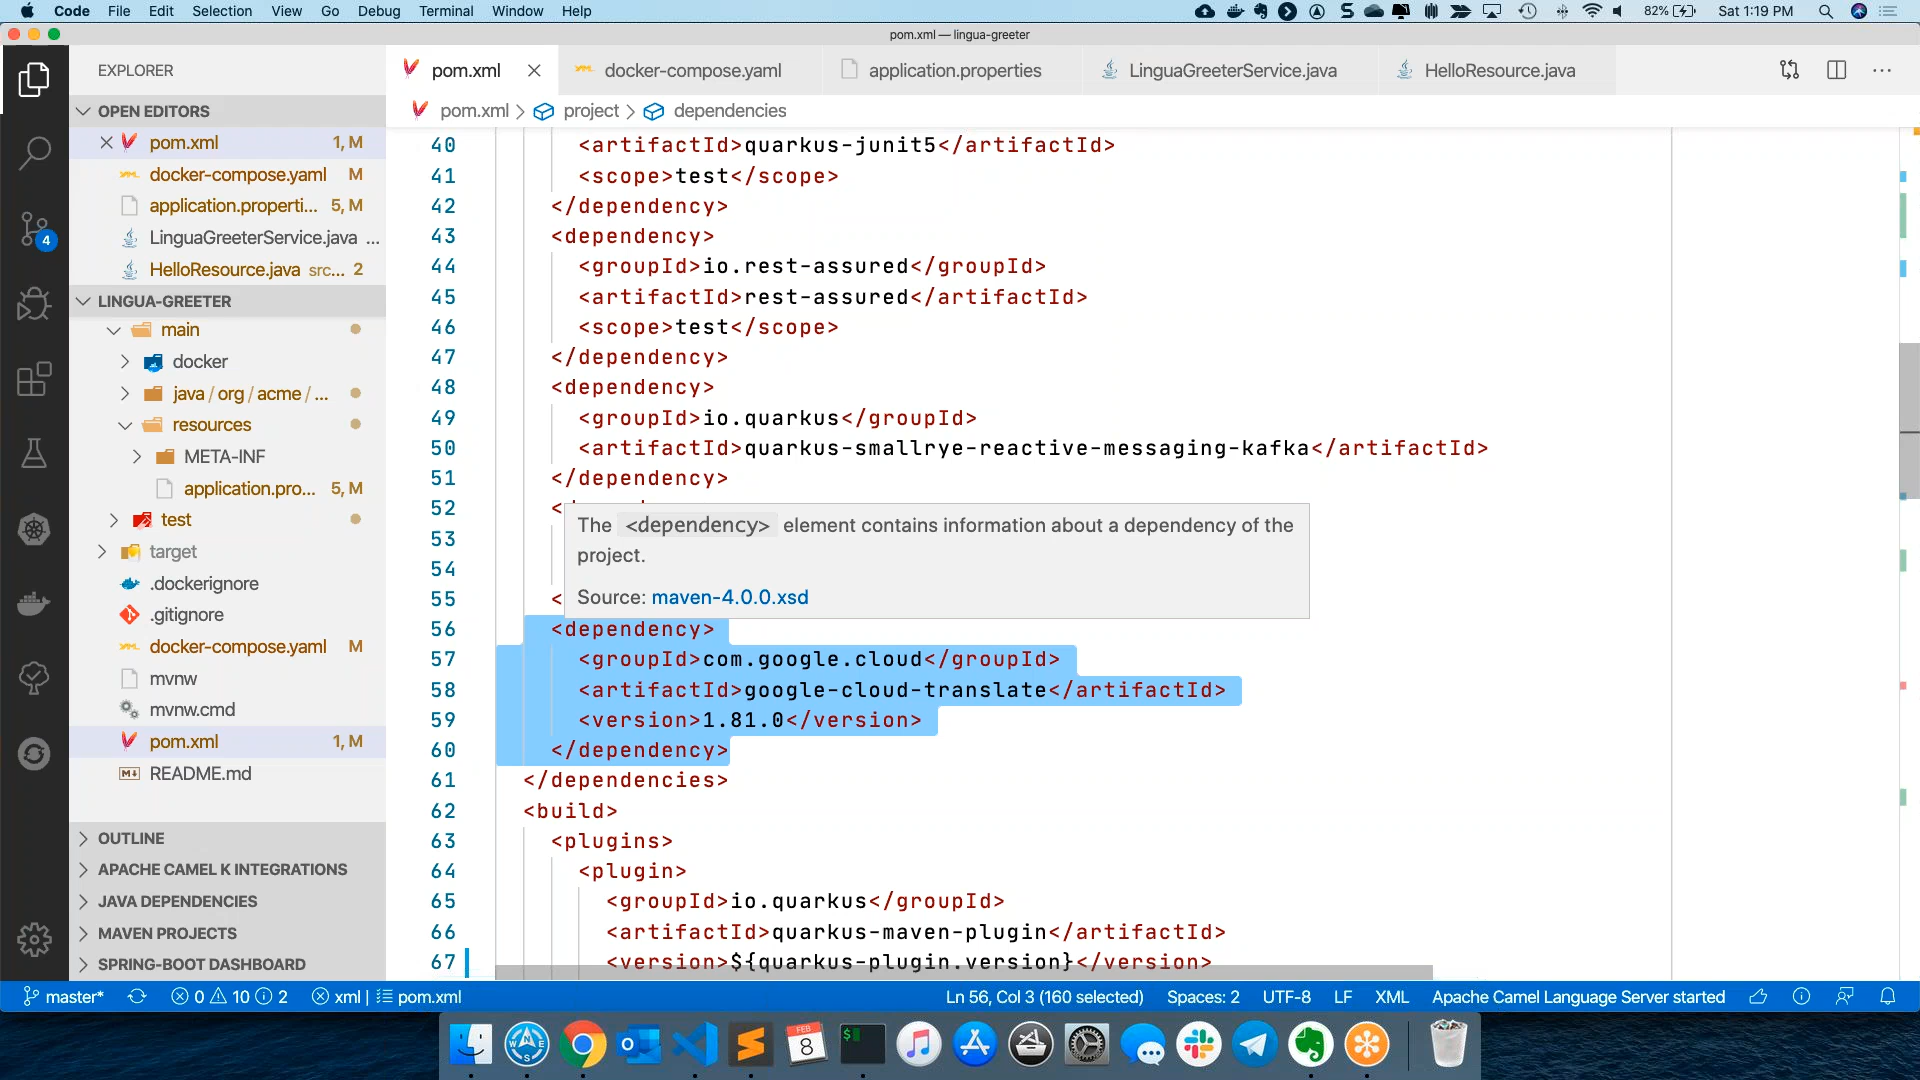 Code File Edit Selection View Go Debug Terminal Window Help 82% Sat 1:19 PM
pom.xml — lingua-greeter
EXPLORER
OPEN EDITORS
pom.xml 1, M
docker-compose.yaml M
application.properti... 5, M
LinguaGreeterService.java ...
HelloResource.java src... 2
LINGUA-GREETER
main
docker
java / org / acme / ...
resources
META-INF
application.pro... 5, M
test
target
.dockerignore
.gitignore
docker-compose.yaml M
mvnw
mvnw.cmd
pom.xml 1, M
README.md
OUTLINE
APACHE CAMEL K INTEGRATIONS
JAVA DEPENDENCIES
MAVEN PROJECTS
SPRING-BOOT DASHBOARD
4
pom.xml docker-compose.yaml application.properties LinguaGreeterService.java HelloResource.java
pom.xml > project > dependencies
40 <artifactId>quarkus-junit5</artifactId>
41 <scope>test</scope>
42 </dependency>
43 <dependency>
44 <groupId>io.rest-assured</groupId>
45 <artifactId>rest-assured</artifactId>
46 <scope>test</scope>
47 </dependency>
48 <dependency>
49 <groupId>io.quarkus</groupId>
50 <artifactId>quarkus-smallrye-reactive-messaging-kafka</artifactId>
51 </dependency>
52 <
The <dependency> element contains information about a dependency of the
53
project.
54
55 <
Source: maven-4.0.0.xsd
56 <dependency>
57 <groupId>com.google.cloud</groupId>
58 <artifactId>google-cloud-translate</artifactId>
59 <version>1.81.0</version>
60 </dependency>
61 </dependencies>
62 <build>
63 <plugins>
64 <plugin>
65 <groupId>io.quarkus</groupId>
66 <artifactId>quarkus-maven-plugin</artifactId>
67 <version>${quarkus-plugin.version}</version>
master* 0 10 2 xml | pom.xml Ln 56, Col 3 (160 selected) Spaces: 2 UTF-8 LF XML Apache Camel Language Server started
FEB
8